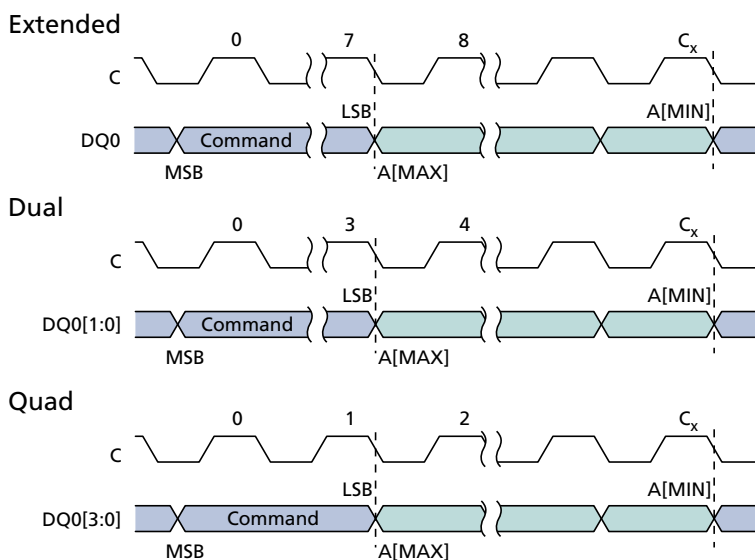 Extended
0 7 8 Cx
C
LSB A[MIN]
DQ0 Command
MSB A[MAX]
Dual
0 3 4 Cx
C
LSB A[MIN]
DQ0[1:0] Command
MSB A[MAX]
Quad
0 1 2 Cx
C
LSB A[MIN]
DQ0[3:0] Command
MSB A[MAX]